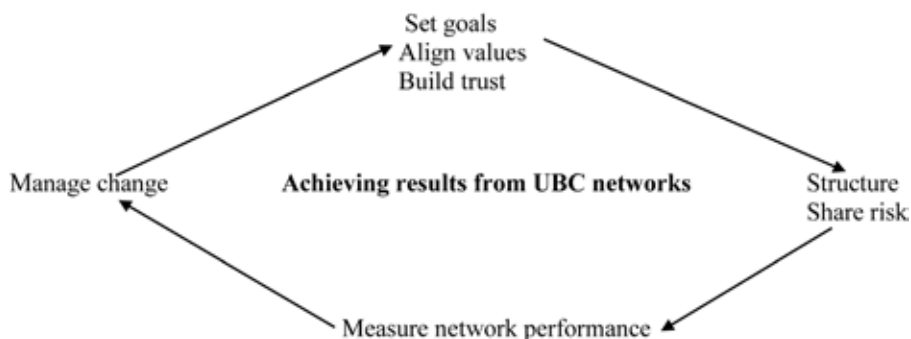 Set goals
Align values
Build trust
Manage change
Achieving results from UBC networks
Structure
Share risk
Measure network performance